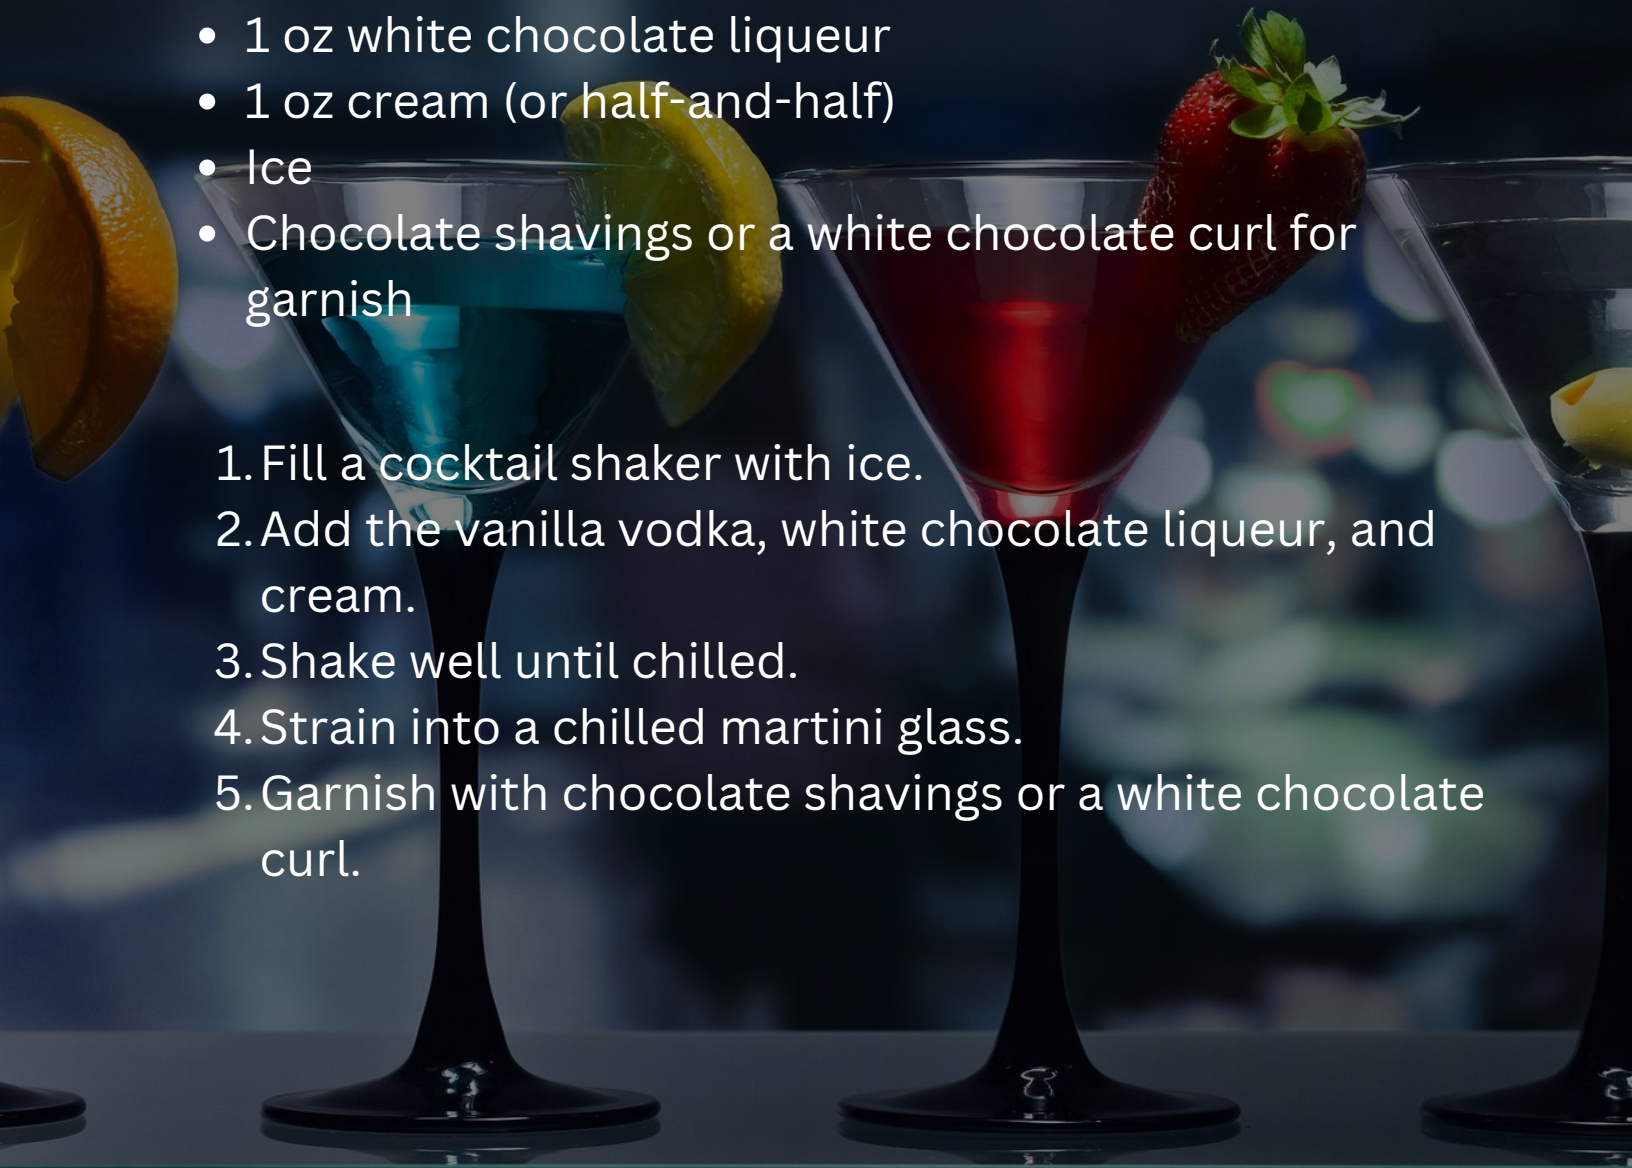 • 1 oz white chocolate liqueur
• 1 oz cream (or half-and-half)
• Ice
• Chocolate shavings or a white chocolate curl for
garnish
1. Fill a cocktail shaker with ice.
2. Add the vanilla vodka, white chocolate liqueur, and
cream.
3. Shake well until chilled.
4. Strain into a chilled martini glass.
5. Garnish with chocolate shavings or a white chocolate
curl.